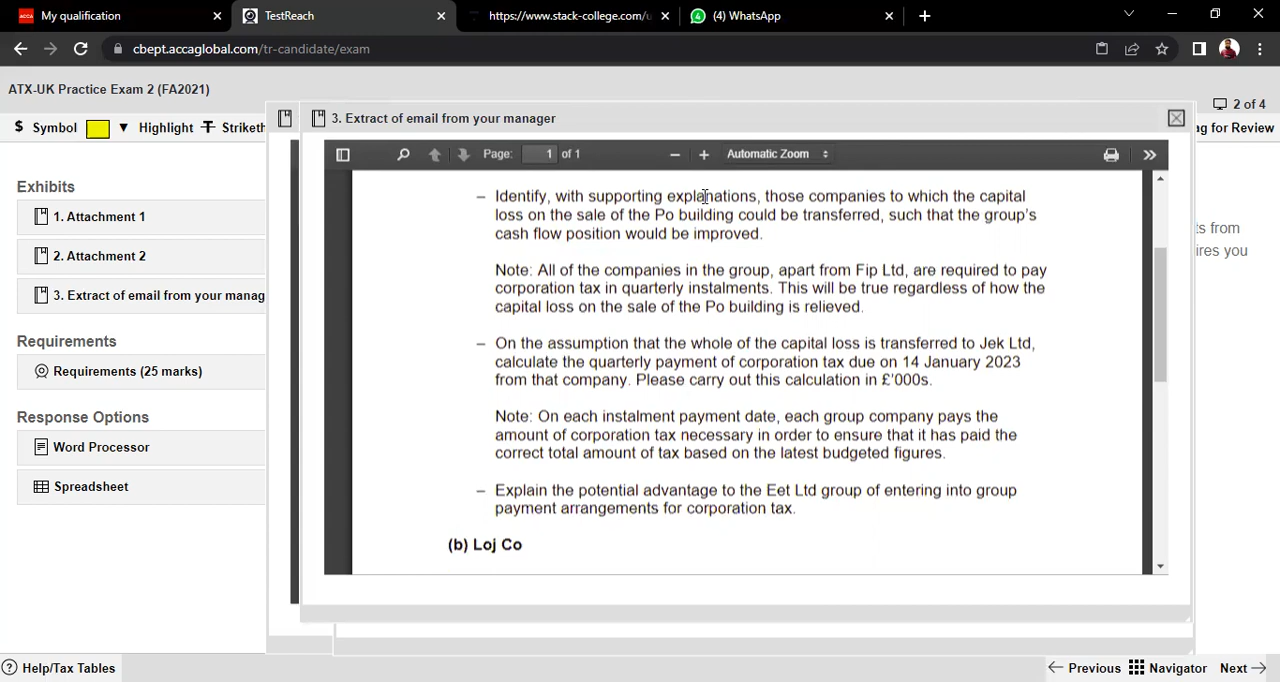 My qualification
TestReach
https://www.stack-college.com/u
(4) WhatsApp
cbept.accaglobal.com/tr-candidate/exam
ATX-UK Practice Exam 2 (FA2021)
2 of 4
$ Symbol
Highlight
Striketh
ng for Review
3. Extract of email from your manager
Page: 1 of 1
Automatic Zoom
Exhibits
1. Attachment 1
2. Attachment 2
3. Extract of email from your manag
Requirements
Requirements (25 marks)
Response Options
Word Processor
Spreadsheet
– Identify, with supporting explanations, those companies to which the capital
loss on the sale of the Po building could be transferred, such that the group's
cash flow position would be improved.
Note: All of the companies in the group, apart from Fip Ltd, are required to pay
corporation tax in quarterly instalments. This will be true regardless of how the
capital loss on the sale of the Po building is relieved.
– On the assumption that the whole of the capital loss is transferred to Jek Ltd,
calculate the quarterly payment of corporation tax due on 14 January 2023
from that company. Please carry out this calculation in £'000s.
Note: On each instalment payment date, each group company pays the
amount of corporation tax necessary in order to ensure that it has paid the
correct total amount of tax based on the latest budgeted figures.
– Explain the potential advantage to the Eet Ltd group of entering into group
payment arrangements for corporation tax.
(b) Loj Co
ts from
ires you
Help/Tax Tables
Previous
Navigator
Next